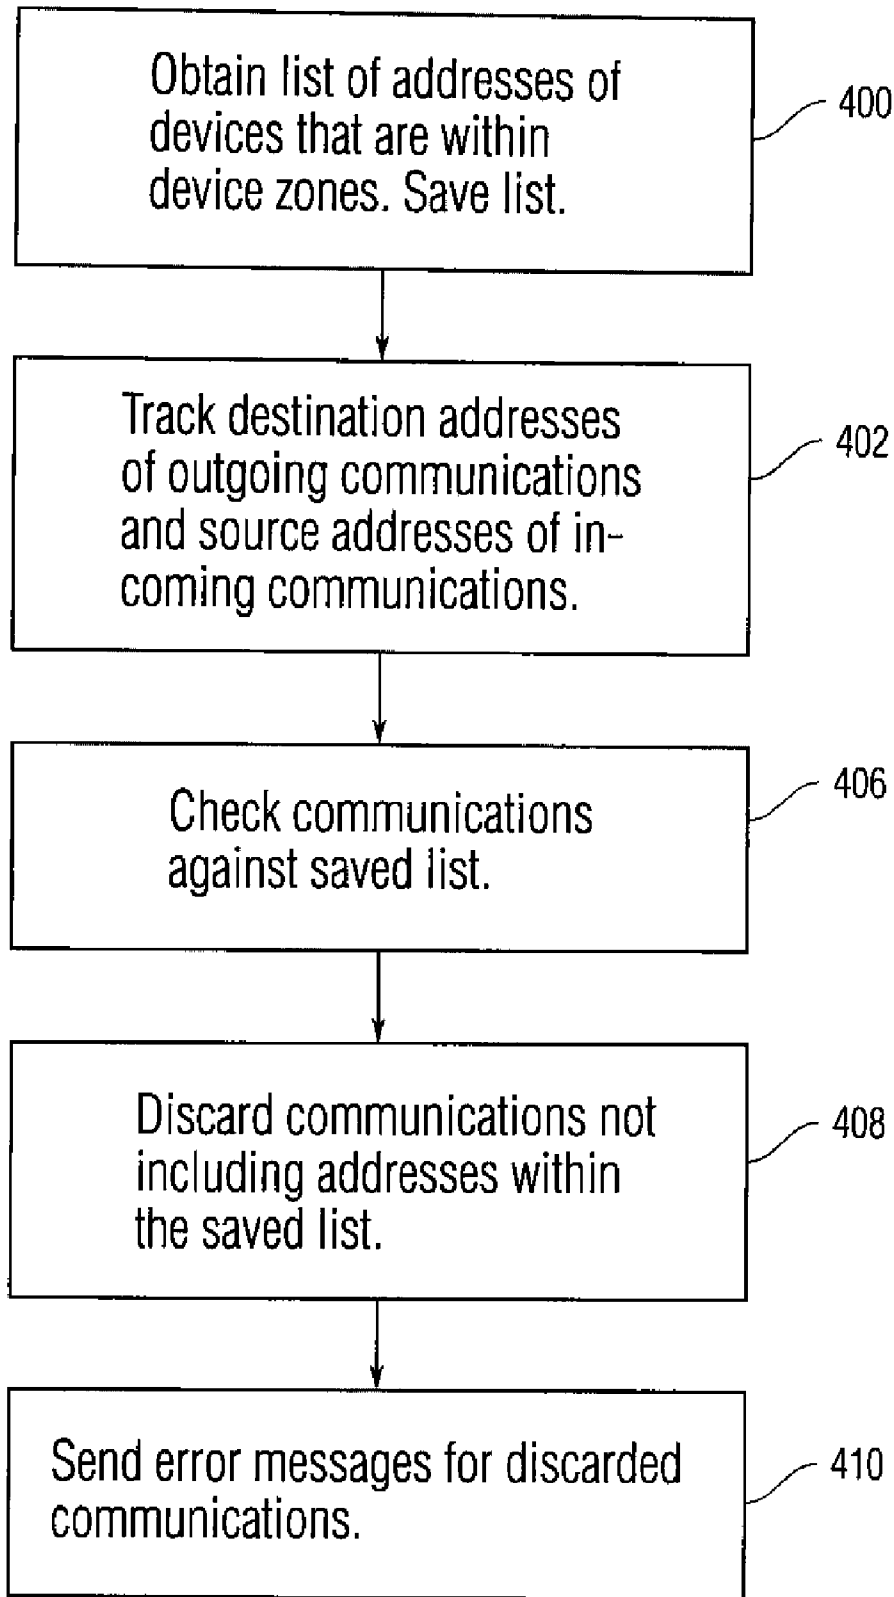 Obtain list of addresses of
devices that are within
device zones. Save list.
400
Track destination addresses
of outgoing communications
and source addresses of in-
coming communications.
402
Check communications
against saved list.
406
Discard communications not
including addresses within
the saved list.
408
Send error messages for discarded
communications.
410